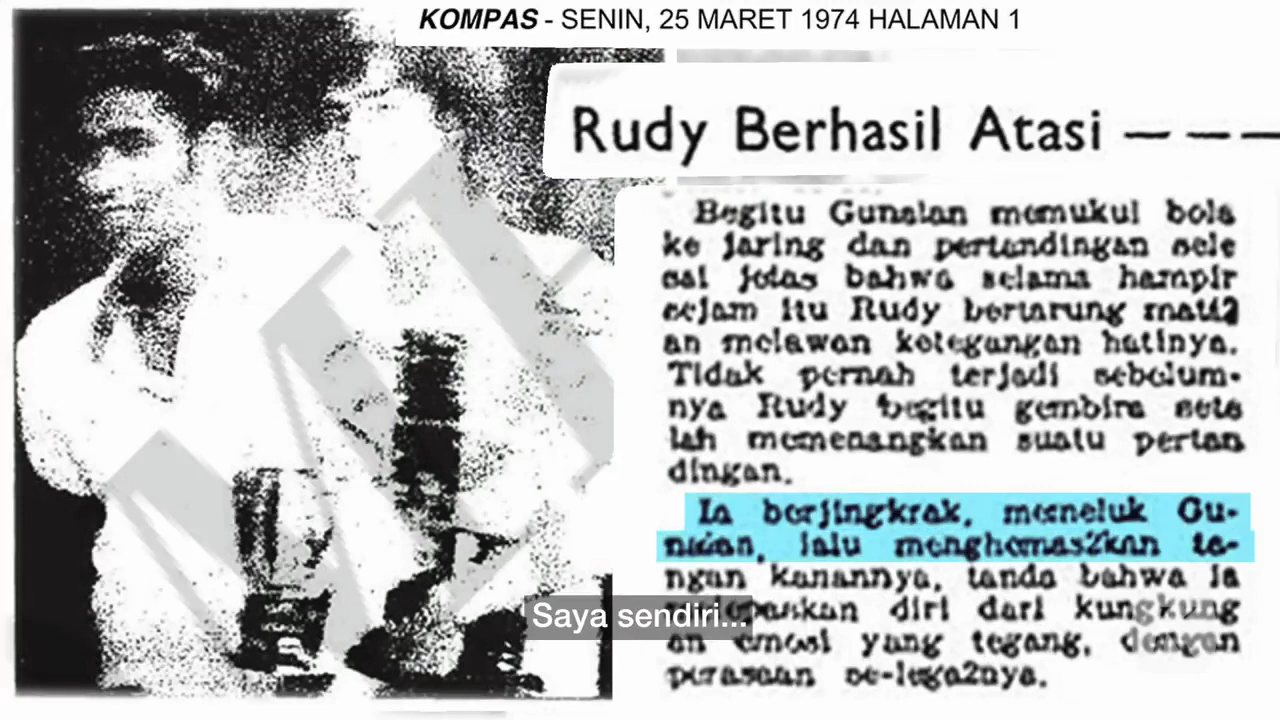 KOMPAS - SENIN, 25 MARET 1974 HALAMAN 1
Rudy Berhasil Atasi ---
Begitu Gunalan memukul bola
ke jaring dan pertandingan sele
sai jelas bahwa selama hampir
sejam itu Rudy bertarung mati2
an melawan ketegangan hatinya.
Tidak pernah terjadi sebelum-
nya Rudy begitu gembira sete
lah memenangkan suatu pertan
dingan.
Ia berjingkrak, memeluk Gu-
nalan, lalu menghemas2kan ta-
ngan kanannya, tanda bahwa ia
diri dari kungkung
an emosi yang tegang, dengan
perasaan se-lega2nya.
Saya sendiri...